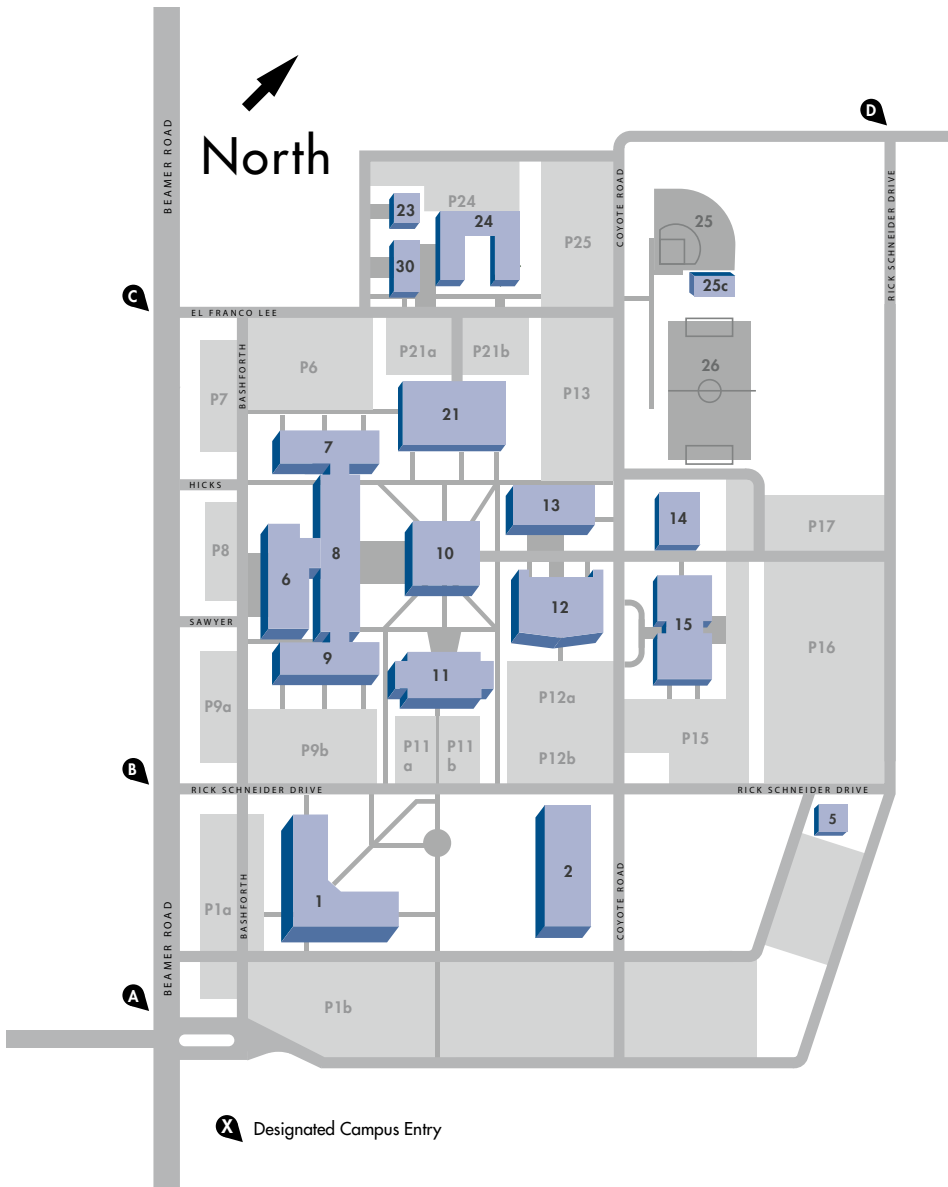 D
BEAMER ROAD
North
COYOTE ROAD
RICK SCHNEIDER DRIVE
P24
23
24
25
P25
30
25c
C
EL FRANCO LEE
BASHFORTH
P21a
P21b
P6
26
P7
P13
21
7
HICKS
13
14
P17
P8
8
10
6
12
SAWYER
15
P16
9
11
P12a
P9a
P15
P9b
P11
a
P11
b
P12b
B
RICK SCHNEIDER DRIVE
RICK SCHNEIDER DRIVE
5
2
1
P1a
BASHFORTH
COYOTE ROAD
BEAMER ROAD
A
P1b
X Designated Campus Entry